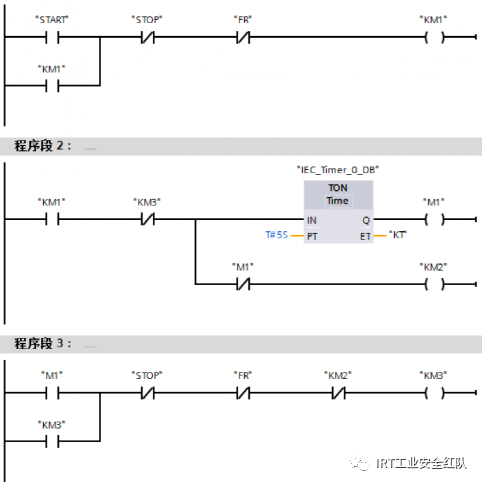 "START" "STOP" "FR" "KM1"
"KM1"
程序段 2： .....
"IEC_Timer_0_DB"
TON
Time
"KM1" "KM3" "M1"
IN Q
T#5S PT ET "KT"
"M1" "KM2"
程序段 3： .....
"M1" "STOP" "FR" "KM2" "KM3"
"KM3"
IRT工业安全红队